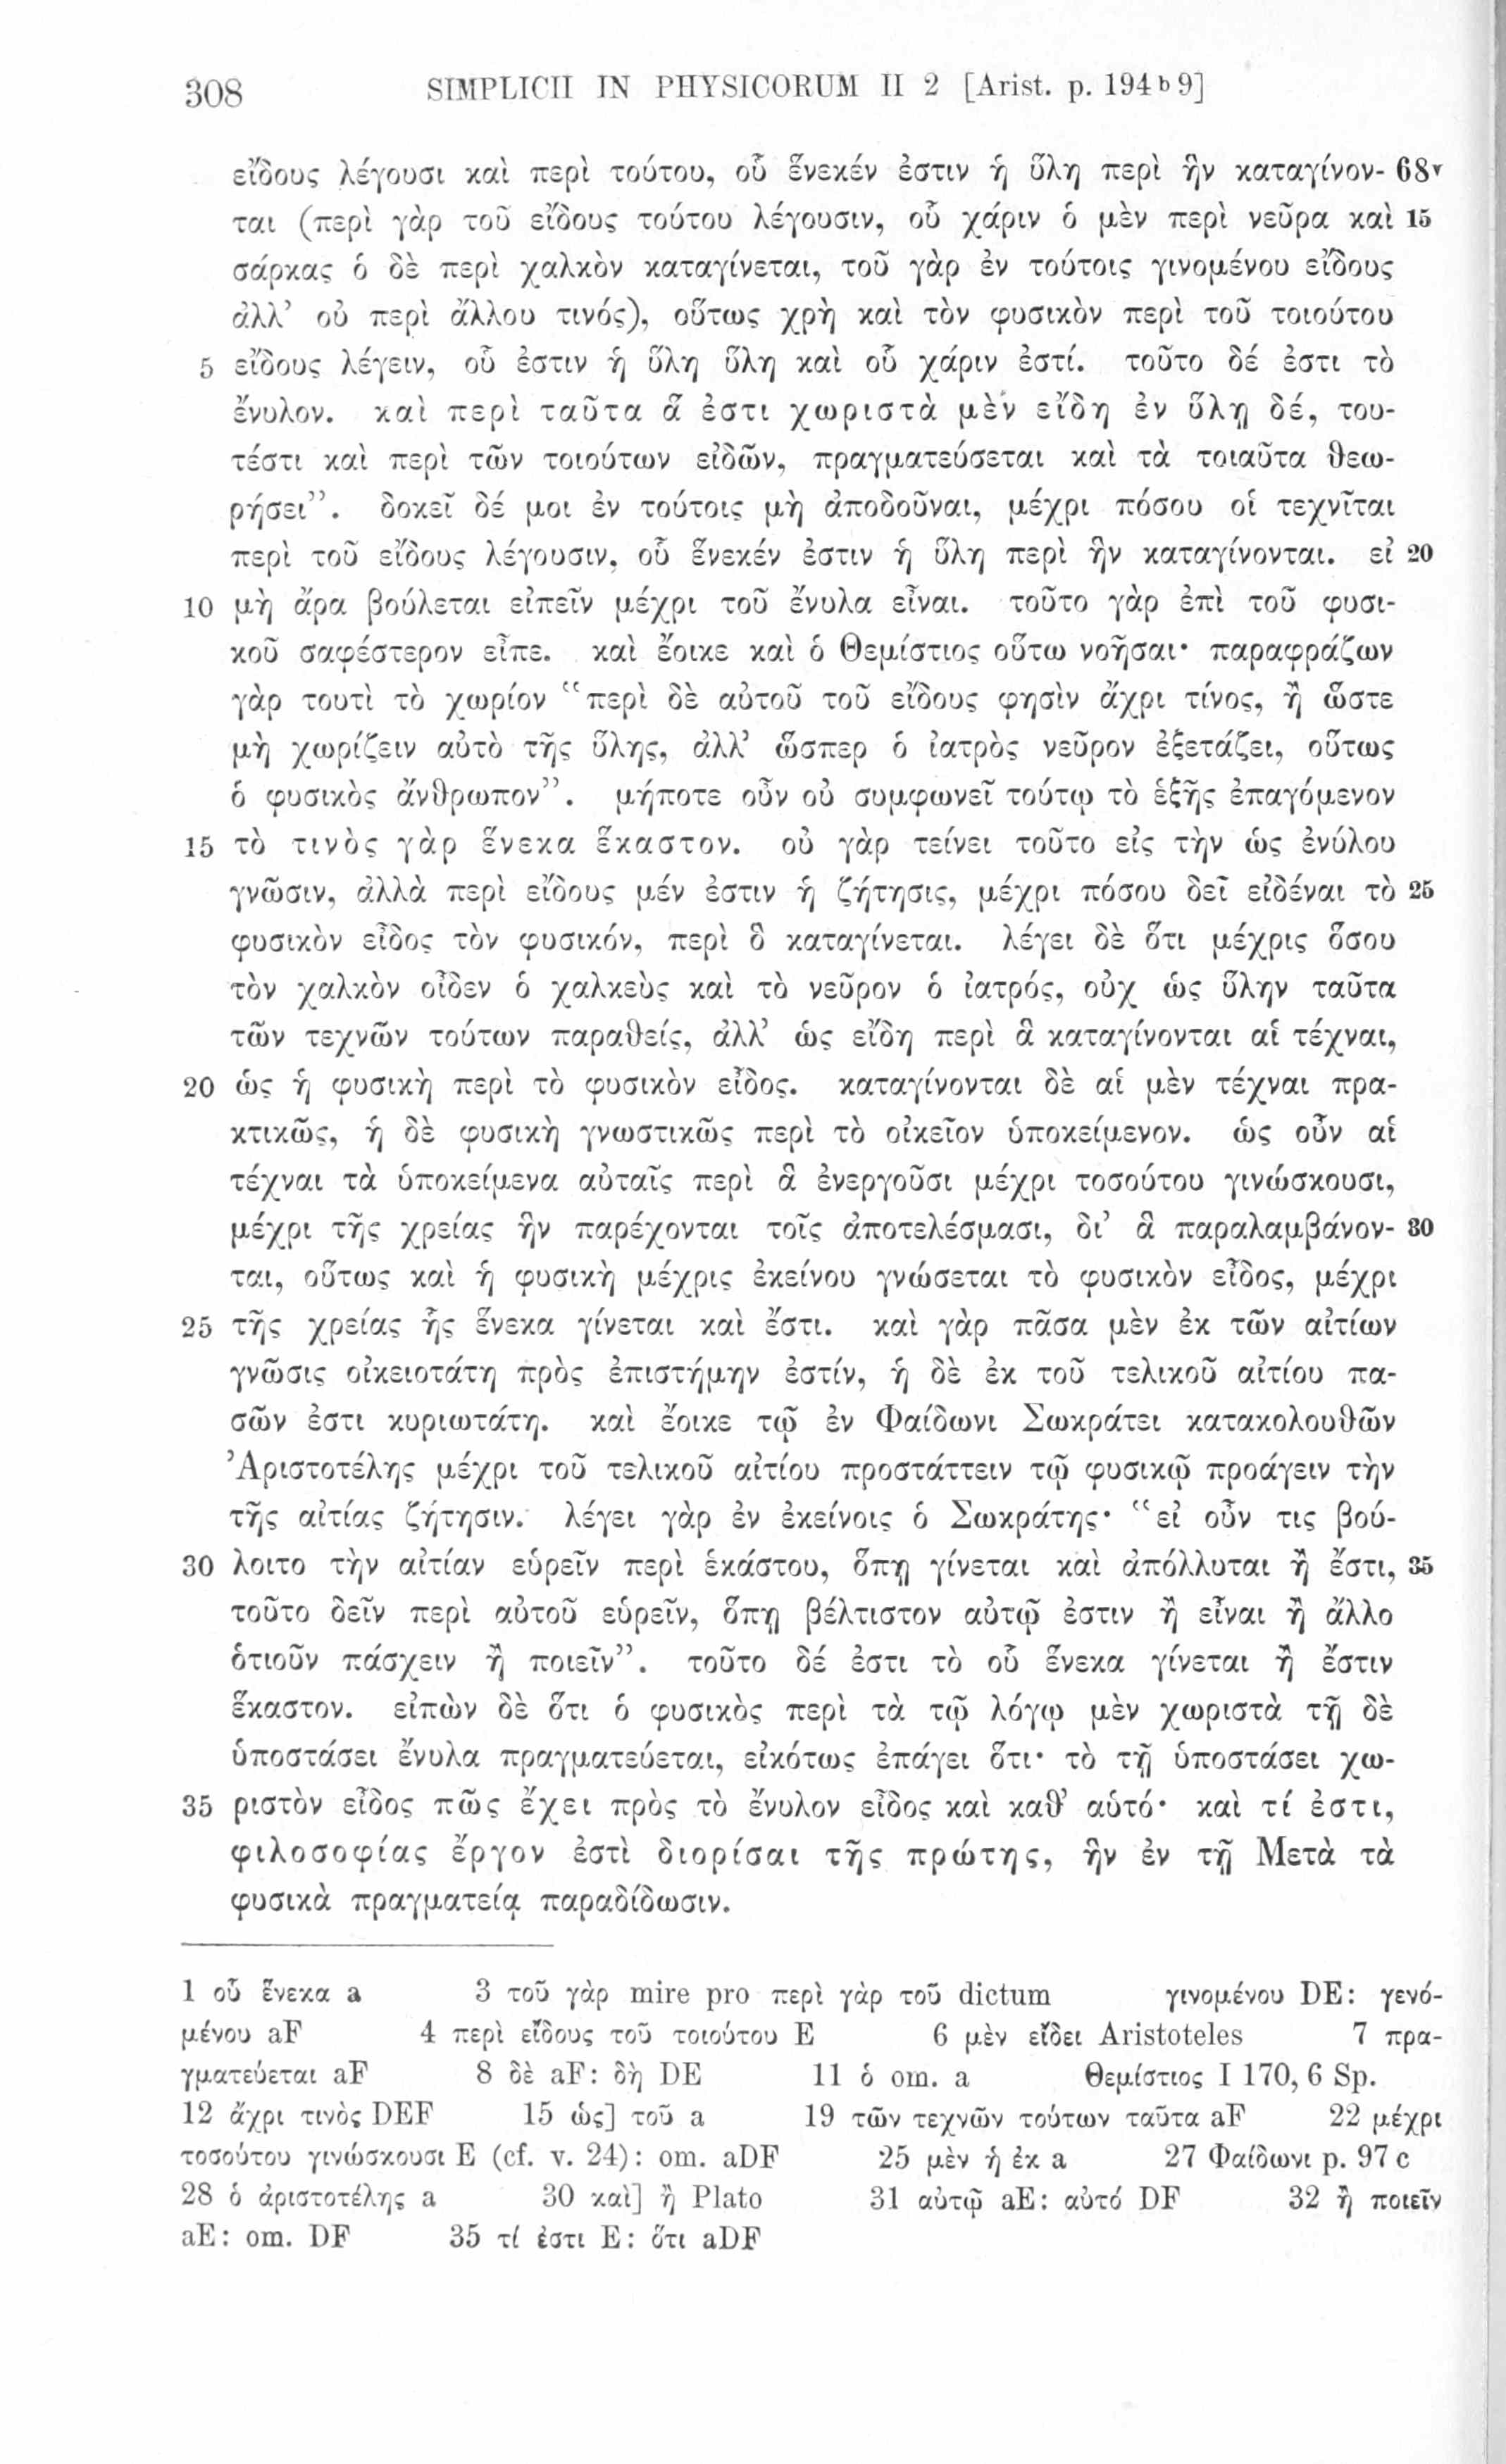 308 SIMPLICII IN PHYSICORUM II 2 [Arist. p. 194 b 9]
εἴδους λέγουσι καὶ περὶ τούτου, οὗ ἕνεκέν ἐστιν ἡ ὕλη περὶ ἣν καταγίνον- 68v
ται (περὶ γὰρ τοῦ εἴδους τούτου λέγουσιν, οὗ χάριν ὁ μὲν περὶ νεῦρα καὶ 15
σάρκας ὁ δὲ περὶ χαλκὸν καταγίνεται, τοῦ γὰρ ἐν τούτοις γινομένου εἴδους
ἀλλ’ οὐ περὶ ἄλλου τινός), οὕτως χρὴ καὶ τὸν φυσικὸν περὶ τοῦ τοιούτου
5 εἴδους λέγειν, οὗ ἐστιν ἡ ὕλη ὕλη καὶ οὗ χάριν ἐστί. τοῦτο δέ ἐστι τὸ
ἔνυλον. καὶ περὶ ταῦτα ἅ ἐστι χωριστὰ μὲν εἴδη ἐν ὕλῃ δέ, του-
τέστι καὶ περὶ τῶν τοιούτων εἰδῶν, πραγματεύσεται καὶ τὰ τοιαῦτα θεω-
ρήσει”. δοκεῖ δέ μοι ἐν τούτοις μὴ ἀποδοῦναι, μέχρι πόσου οἱ τεχνῖται
περὶ τοῦ εἴδους λέγουσιν, οὗ ἕνεκέν ἐστιν ἡ ὕλη περὶ ἣν καταγίνονται. εἰ 20
10 μὴ ἄρα βούλεται εἰπεῖν μέχρι τοῦ ἔνυλα εἶναι. τοῦτο γὰρ ἐπὶ τοῦ φυσι-
κοῦ σαφέστερον εἶπε. καὶ ἔοικε καὶ ὁ Θεμίστιος οὕτω νοῆσαι· παραφράζων
γὰρ τουτὶ τὸ χωρίον “περὶ δὲ αὐτοῦ τοῦ εἴδους φησὶν ἄχρι τίνος, ἢ ὥστε
μὴ χωρίζειν αὐτὸ τῆς ὕλης, ἀλλ’ ὥσπερ ὁ ἰατρὸς νεῦρον ἐξετάζει, οὕτως
ὁ φυσικὸς ἄνθρωπον”. μήποτε οὖν οὐ συμφωνεῖ τούτῳ τὸ ἑξῆς ἐπαγόμενον
15 τὸ τινὸς γὰρ ἕνεκα ἕκαστον. οὐ γὰρ τείνει τοῦτο εἰς τὴν ὡς ἐνύλου
γνῶσιν, ἀλλὰ περὶ εἴδους μέν ἐστιν ἡ ζήτησις, μέχρι πόσου δεῖ εἰδέναι τὸ 25
φυσικὸν εἶδος τὸν φυσικόν, περὶ ὃ καταγίνεται. λέγει δὲ ὅτι μέχρις ὅσου
τὸν χαλκὸν οἶδεν ὁ χαλκεὺς καὶ τὸ νεῦρον ὁ ἰατρός, οὐχ ὡς ὕλην ταῦτα
τῶν τεχνῶν τούτων παραθείς, ἀλλ’ ὡς εἴδη περὶ ἃ καταγίνονται αἱ τέχναι,
20 ὡς ἡ φυσικὴ περὶ τὸ φυσικὸν εἶδος. καταγίνονται δὲ αἱ μὲν τέχναι πρα-
κτικῶς, ἡ δὲ φυσικὴ γνωστικῶς περὶ τὸ οἰκεῖον ὑποκείμενον. ὡς οὖν αἱ
τέχναι τὰ ὑποκείμενα αὐταῖς περὶ ἃ ἐνεργοῦσι μέχρι τοσούτου γινώσκουσι,
μέχρι τῆς χρείας ἣν παρέχονται τοῖς ἀποτελέσμασι, δι’ ἃ παραλαμβάνον- 30
ται, οὕτως καὶ ἡ φυσικὴ μέχρις ἐκείνου γνώσεται τὸ φυσικὸν εἶδος, μέχρι
25 τῆς χρείας ἧς ἕνεκα γίνεται καὶ ἔστι. καὶ γὰρ πᾶσα μὲν ἐκ τῶν αἰτίων
γνῶσις οἰκειοτάτη πρὸς ἐπιστήμην ἐστίν, ἡ δὲ ἐκ τοῦ τελικοῦ αἰτίου πα-
σῶν ἐστι κυριωτάτη. καὶ ἔοικε τῷ ἐν Φαίδωνι Σωκράτει κατακολουθῶν
Ἀριστοτέλης μέχρι τοῦ τελικοῦ αἰτίου προστάττειν τῷ φυσικῷ προάγειν τὴν
τῆς αἰτίας ζήτησιν. λέγει γὰρ ἐν ἐκείνοις ὁ Σωκράτης· “εἰ οὖν τις βού-
30 λοιτο τὴν αἰτίαν εὑρεῖν περὶ ἑκάστου, ὅπῃ γίνεται καὶ ἀπόλλυται ἢ ἔστι, 35
τοῦτο δεῖν περὶ αὐτοῦ εὑρεῖν, ὅπῃ βέλτιστον αὐτῷ ἐστιν ἢ εἶναι ἢ ἄλλο
ὁτιοῦν πάσχειν ἢ ποιεῖν”. τοῦτο δέ ἐστι τὸ οὗ ἕνεκα γίνεται ἢ ἔστιν
ἕκαστον. εἰπὼν δὲ ὅτι ὁ φυσικὸς περὶ τὰ τῷ λόγῳ μὲν χωριστὰ τῇ δὲ
ὑποστάσει ἔνυλα πραγματεύεται, εἰκότως ἐπάγει ὅτι· τὸ τῇ ὑποστάσει χω-
35 ριστὸν εἶδος πῶς ἔχει πρὸς τὸ ἔνυλον εἶδος καὶ καθ’ αὑτό· καὶ τί ἐστι,
φιλοσοφίας ἔργον ἐστὶ διορίσαι τῆς πρώτης, ἣν ἐν τῇ Μετὰ τὰ
φυσικὰ πραγματείᾳ παραδίδωσιν.
1 οὗ ἕνεκα a 3 τοῦ γὰρ mire pro περὶ γὰρ τοῦ dictum γινομένου DE: γενό-
μένου aF 4 περὶ εἴδους τοῦ τοιούτου E 6 μὲν εἴδει Aristoteles 7 πρα-
γματεύεται aF 8 δὲ aF: δὴ DE 11 ὁ om. a Θεμίστιος I 170, 6 Sp.
12 ἄχρι τινὸς DEF 15 ὡς] τοῦ a 19 τῶν τεχνῶν τούτων ταῦτα aF 22 μέχρι
τοσούτου γινώσκουσι E (cf. v. 24): om. aDF 25 μὲν ἡ ἐκ a 27 Φαίδωνι p. 97 c
28 ὁ ἀριστοτέλης a 30 καὶ] ἢ Plato 31 αὐτῷ aE: αὐτό DF 32 ἢ ποιεῖν
aE: om. DF 35 τί ἐστι E: ὅτι aDF